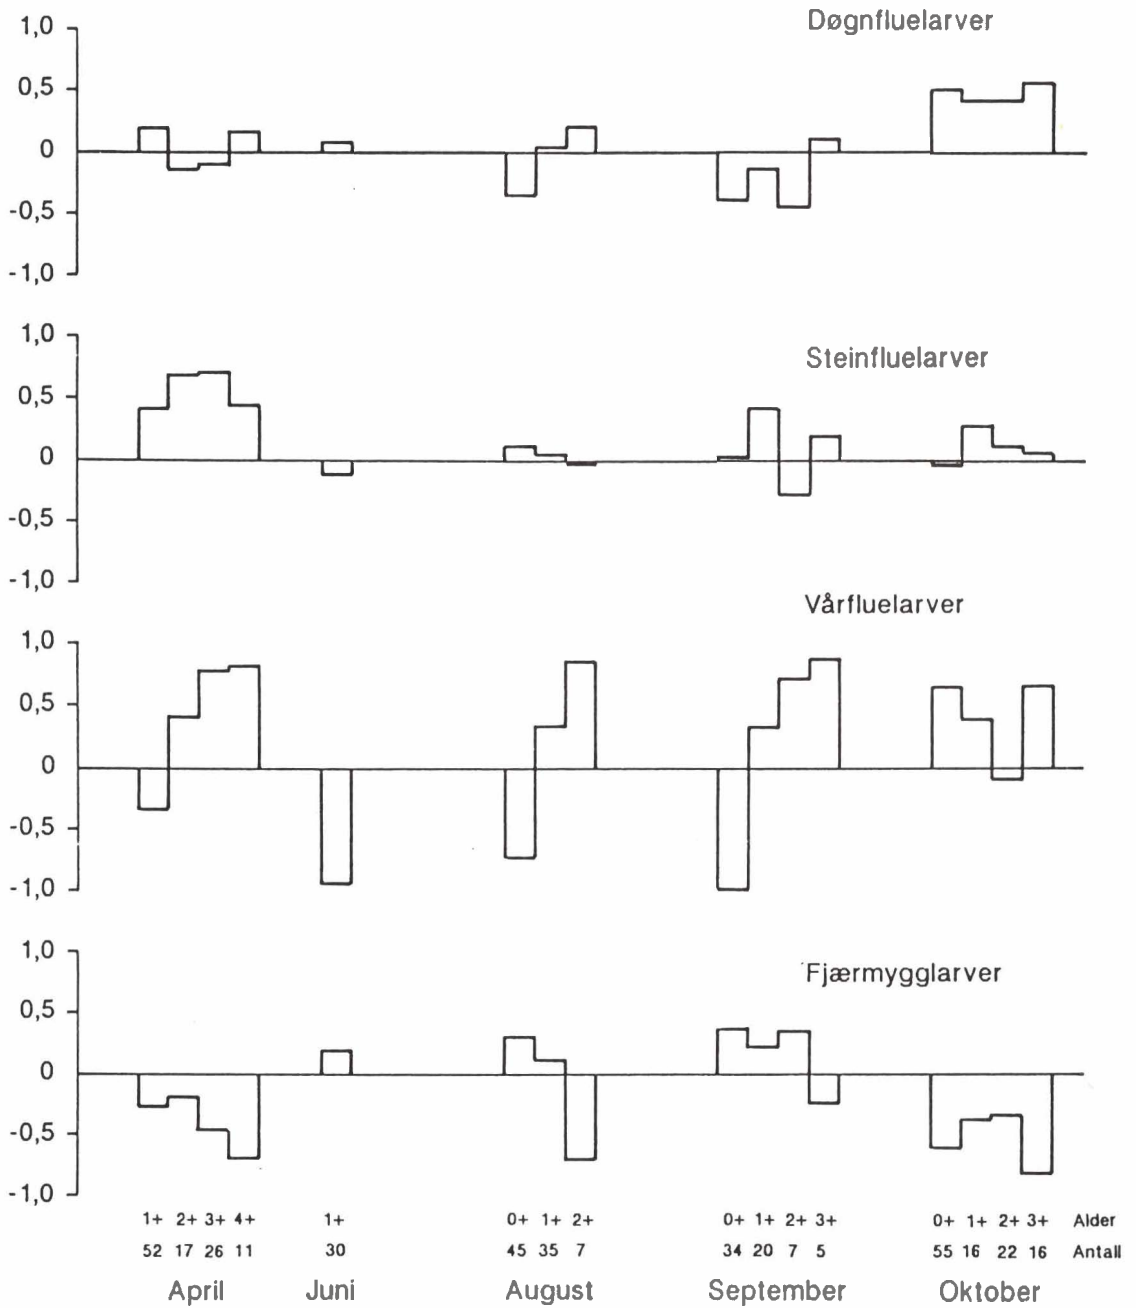 Døgnfluelarver
1,0
0,5
0
-0,5
-1,0
Steinfluelarver
1,0
0,5
0
-0,5
-1,0
Vårfluelarver
1,0
0,5
0
-0,5
-1,0
Fjærmygglarver
1,0
0,5
0
-0,5
-1,0
1+ 2+ 3+ 4+ 1+ 0+ 1+ 2+ 0+ 1+ 2+ 3+ 0+ 1+ 2+ 3+ Alder
52 17 26 11 30 45 35 7 34 20 7 5 55 16 22 16 Antall
April Juni August September Oktober